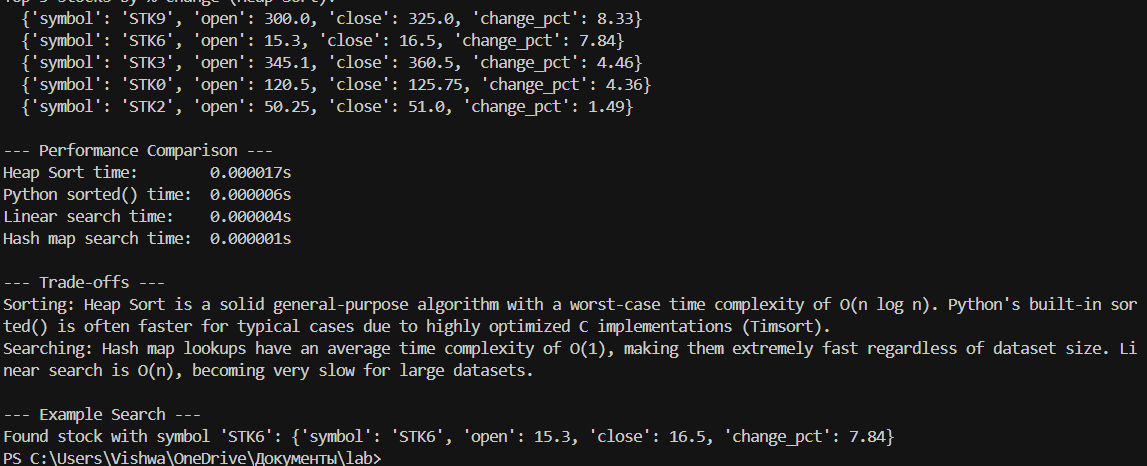 Top 5 stocks by % change (Heap Sort):
  {'symbol': 'STK9', 'open': 300.0, 'close': 325.0, 'change_pct': 8.33}
  {'symbol': 'STK6', 'open': 15.3, 'close': 16.5, 'change_pct': 7.84}
  {'symbol': 'STK3', 'open': 345.1, 'close': 360.5, 'change_pct': 4.46}
  {'symbol': 'STK0', 'open': 120.5, 'close': 125.75, 'change_pct': 4.36}
  {'symbol': 'STK2', 'open': 50.25, 'close': 51.0, 'change_pct': 1.49}
--- Performance Comparison ---
Heap Sort time:        0.000017s
Python sorted() time:  0.000006s
Linear search time:    0.000004s
Hash map search time:  0.000001s
--- Trade-offs ---
Sorting: Heap Sort is a solid general-purpose algorithm with a worst-case time complexity of O(n log n). Python's built-in sor
ted() is often faster for typical cases due to highly optimized C implementations (Timsort).
Searching: Hash map lookups have an average time complexity of O(1), making them extremely fast regardless of dataset size. Li
near search is O(n), becoming very slow for large datasets.
--- Example Search ---
Found stock with symbol 'STK6': {'symbol': 'STK6', 'open': 15.3, 'close': 16.5, 'change_pct': 7.84}
PS C:\Users\Vishwa\OneDrive\Документы\lab>